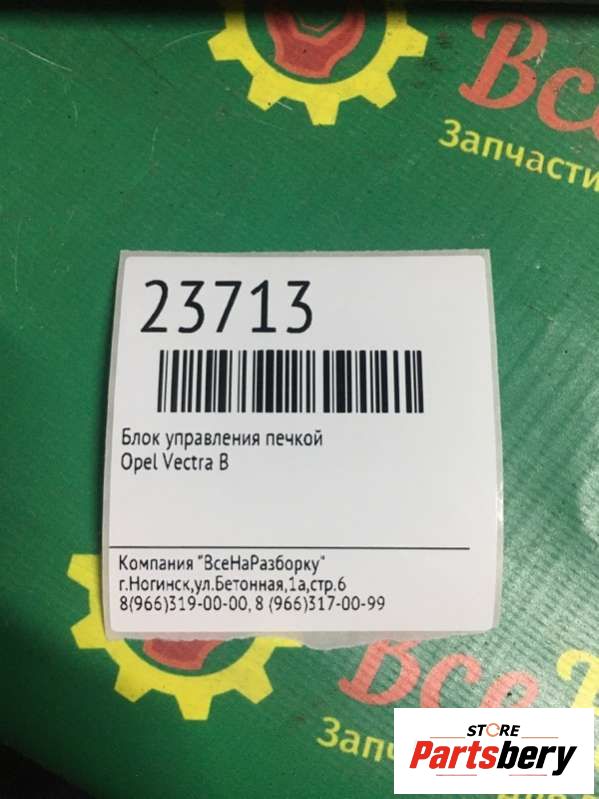 Все
Запчасти
23713
Блок управления печкой
Opel Vectra B
Компания "ВсеНаРазборку"
г.Ногинск,ул.Бетонная,1а,стр.6
8(966)319-00-00, 8 (966)317-00-99
Все
STORE
Partsbery